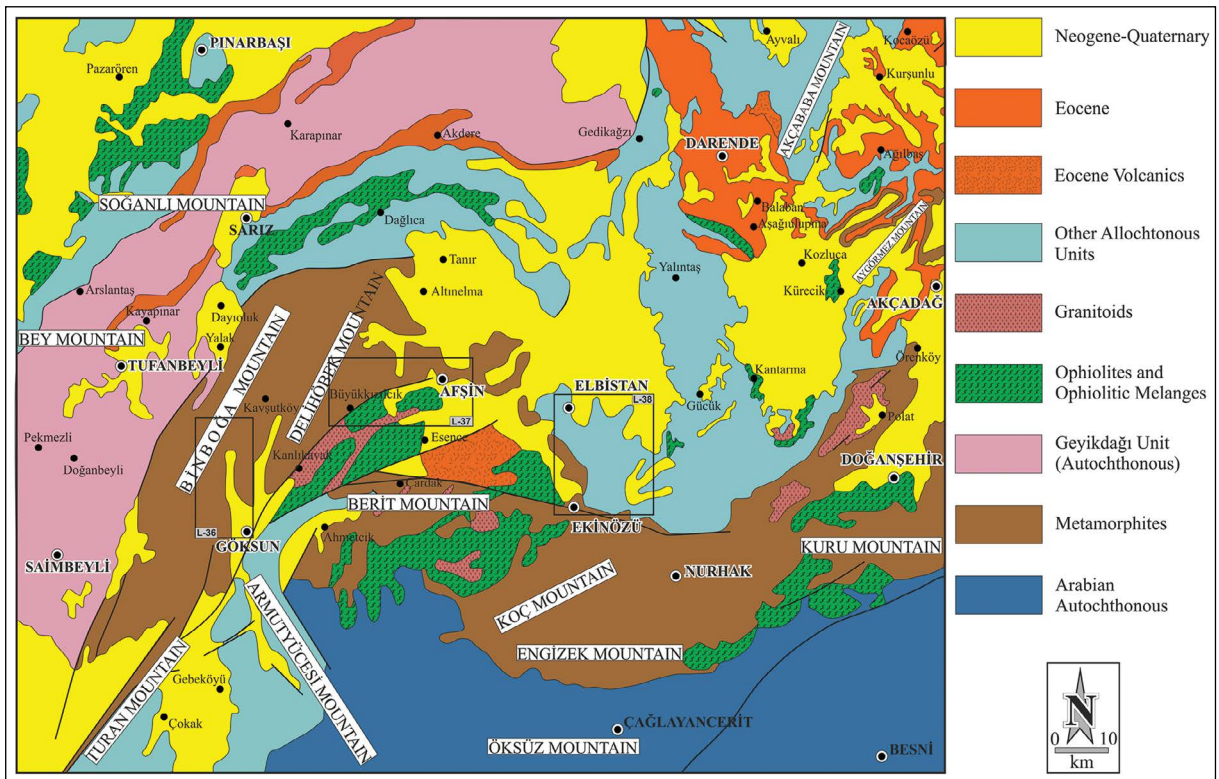 PINARBAŞI
Pazarören
Ayvalı
Kocaözü
Kurşunlu
AKÇABABA MOUNTAIN
Karapınar
Akdere
Gedikağzı
DARENDE
Ağılbaş
SOĞANLI MOUNTAIN
SARIZ
Dağlıca
Balaban
Aşağıulupına
AYGÖRMEZ MOUNTAIN
Tanır
Kozluca
Yalıntaş
Arslantaş
Altınelma
Kürecik
AKÇADAĞ
Kayapınar
Dayıoluk
BEY MOUNTAIN
Yalak
TUFANBEYLİ
BİNBOĞA MOUNTAIN
DELİHÖBEK MOUNTAIN
Örenköy
AFŞİN
Kantarma
Büyükkızılcık
ELBİSTAN
L-38
Kavşutköy
Gücük
L-37
Polat
Pekmezli
Doğanbeyli
Esence
Kanlıkavak
DOĞANŞEHİR
Çardak
BERİT MOUNTAIN
EKİNÖZÜ
L-36
GÖKSUN
Ahmetcik
KURU MOUNTAIN
SAİMBEYLİ
NURHAK
KOÇ MOUNTAIN
ARMUTYÜCESİ MOUNTAIN
ENGİZEK MOUNTAIN
TURAN MOUNTAIN
Gebeköyü
Çokak
ÇAĞLAYANCERİT
ÖKSÜZ MOUNTAIN
BESNİ
Neogene-Quaternary
Eocene
Eocene Volcanics
Other Allochtonous
Units
Granitoids
Ophiolites and
Ophiolitic Melanges
Geyikdağı Unit
(Autochthonous)
Metamorphites
Arabian
Autochthonous
N
0 10
km